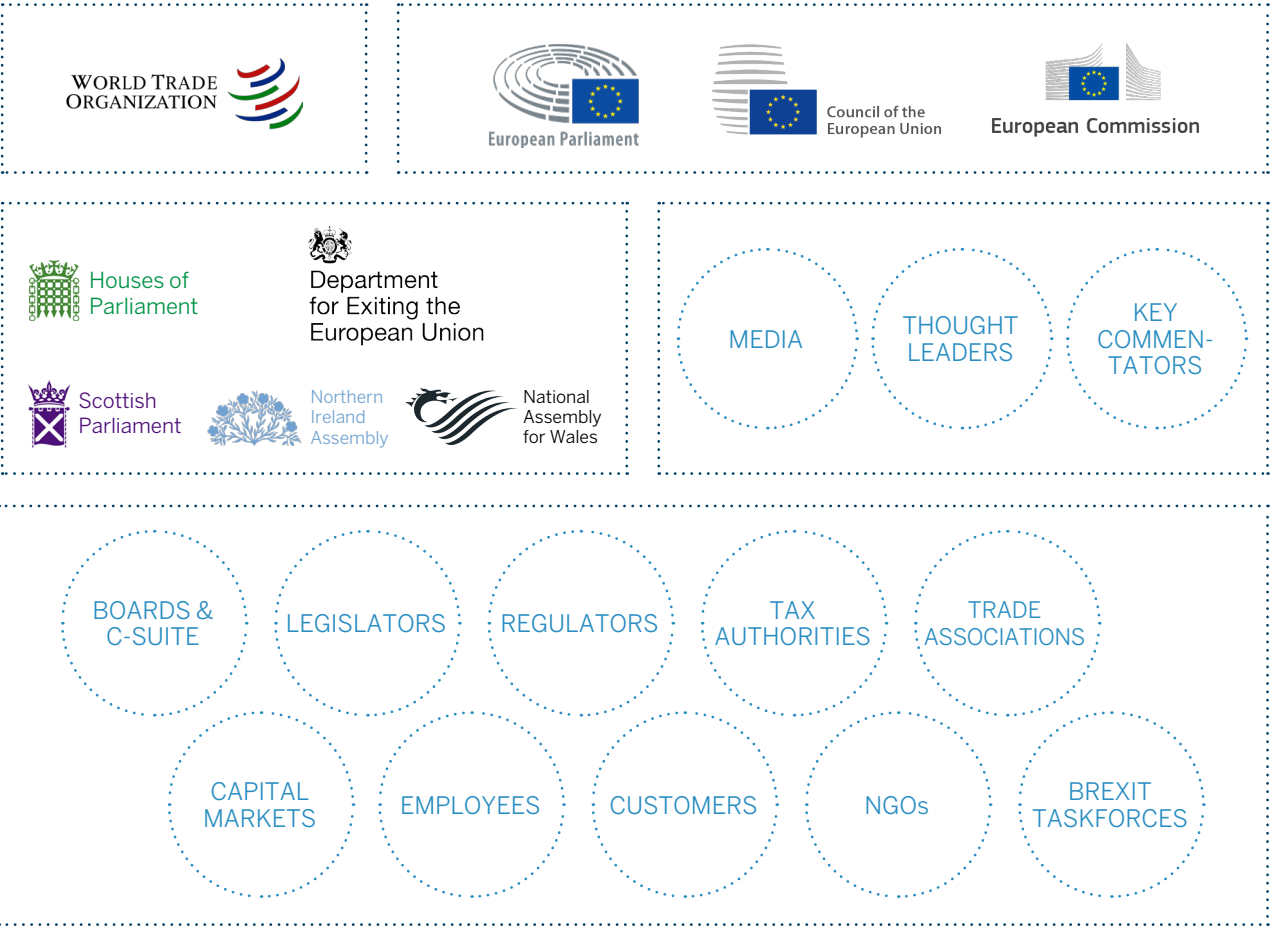 WORLD TRADE
ORGANIZATION
European Parliament
Council of the
European Union
European Commission
Houses of
Parliament
Department
for Exiting the
European Union
Scottish
Parliament
Northern
Ireland
Assembly
National
Assembly
for Wales
MEDIA
THOUGHT
LEADERS
KEY
COMMEN-
TATORS
BOARDS &
C-SUITE
LEGISLATORS
REGULATORS
TAX
AUTHORITIES
TRADE
ASSOCIATIONS
CAPITAL
MARKETS
EMPLOYEES
CUSTOMERS
NGOs
BREXIT
TASKFORCES